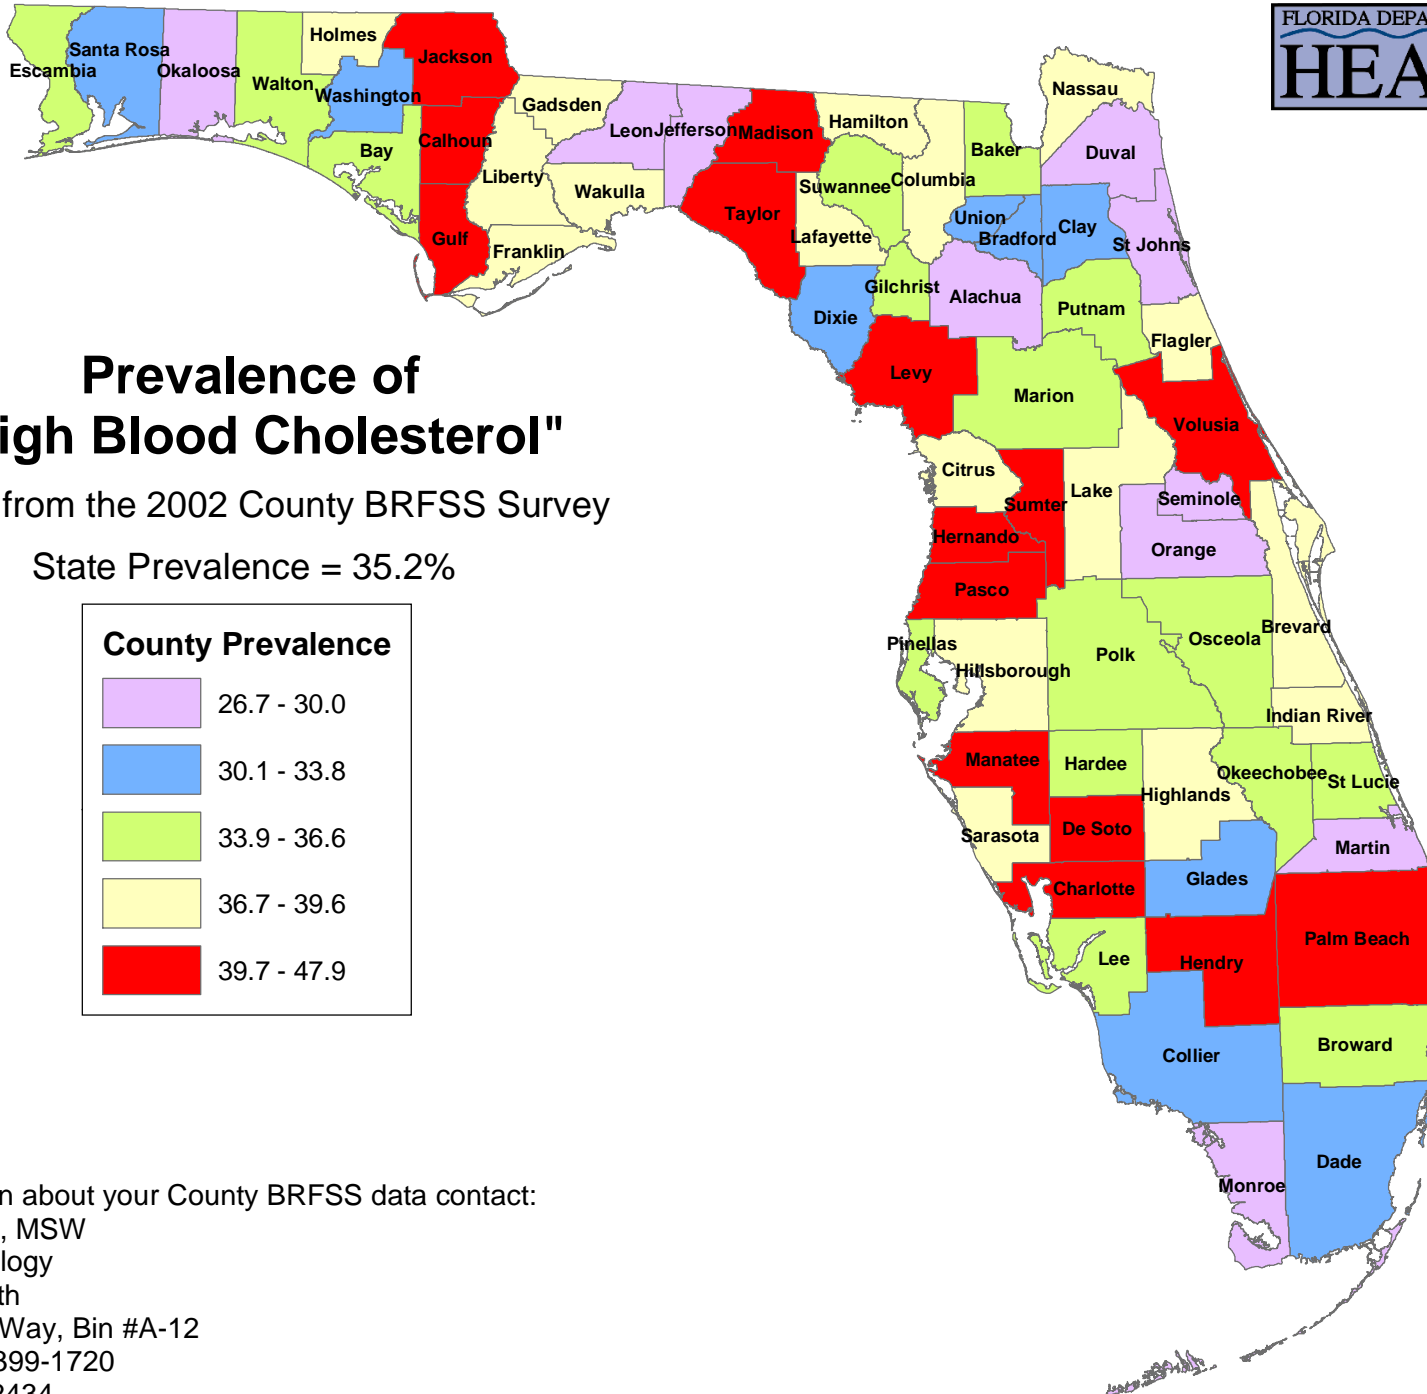 FLORIDA DEPA
HEA
Holmes
Santa Rosa
Jackson
Escambia
Okaloosa
Walton
Washington
Gadsden
Nassau
Hamilton
Leon
Jefferson
Madison
Calhoun
Bay
Baker
Duval
Liberty
Wakulla
Suwannee
Columbia
Taylor
Union
Bradford
Clay
Gulf
Franklin
Lafayette
St Johns
Gilchrist
Alachua
Dixie
Putnam
Flagler
Levy
Marion
Volusia
Citrus
Lake
Sumter
Seminole
Hernando
Orange
Pasco
Pinellas
Hillsborough
Polk
Osceola
Brevard
Indian River
Manatee
Hardee
Highlands
Okeechobee
St Lucie
Sarasota
De Soto
Martin
Charlotte
Glades
Palm Beach
Lee
Hendry
Collier
Broward
Dade
Monroe
Prevalence of
igh Blood Cholesterol"
from the 2002 County BRFSS Survey
State Prevalence = 35.2%
County Prevalence
26.7 - 30.0
30.1 - 33.8
33.9 - 36.6
36.7 - 39.6
39.7 - 47.9
n about your County BRFSS data contact:
, MSW
logy
th
Way, Bin #A-12
399-1720
2434